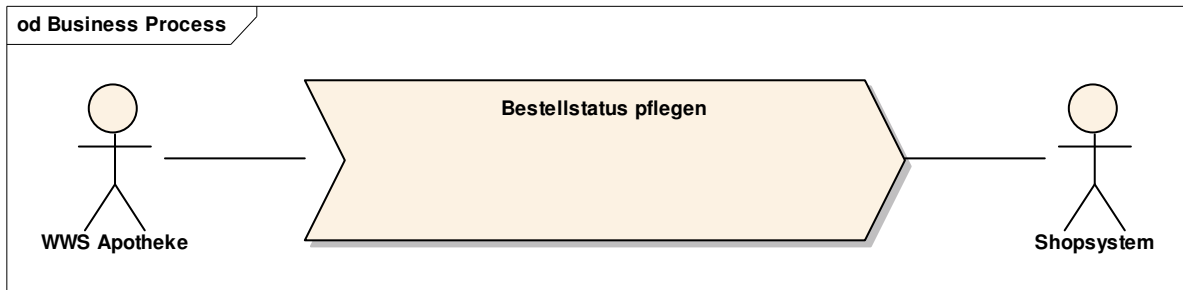 od Business Process
Bestellstatus pflegen
WWS Apotheke
Shopsystem